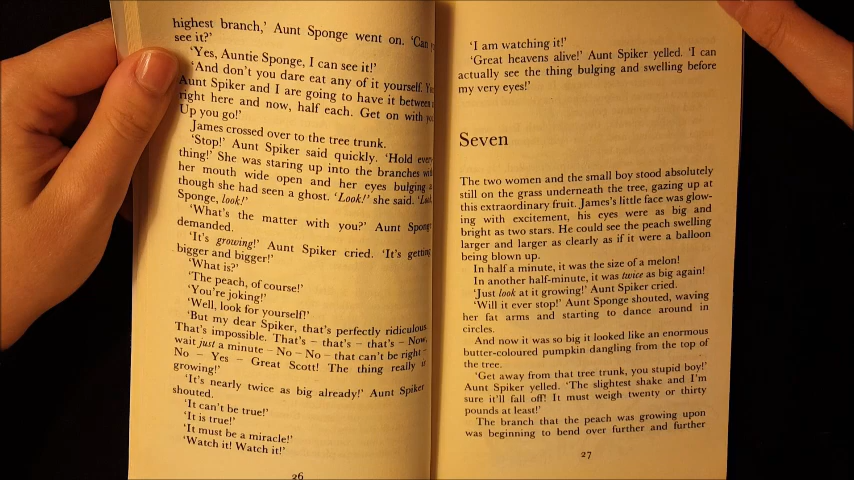 highest branch,' Aunt Sponge went on. 'Can
see it?'
'Yes, Auntie Sponge, I can see it!'
'And don't you dare eat any of it yourself.
Aunt Spiker and I are going to have it between
right here and now, half each. Get on with
Up you go!'
James crossed over to the tree trunk.
'Stop!' Aunt Spiker said quickly. 'Hold
thing!' She was staring up into the branches
her mouth wide open and her eyes bulging
though she had seen a ghost. 'Look!' she said.
Sponge, look!'
'What's the matter with you?' Aunt
demanded.
'It's growing!' Aunt Spiker cried. 'It's getting
bigger and bigger!'
'What is?'
'The peach, of course!'
'You're joking!'
'Well, look for yourself!'
'But my dear Spiker, that's perfectly ridiculous.
That's impossible. That's – that's – that's – Now,
wait just a minute – No – No – that can't be right –
No – Yes – Great Scott! The thing really
growing!'
'It's nearly twice as big already!' Aunt Spiker
shouted.
'It can't be true!'
'It is true!'
'It must be a miracle!'
'Watch it! Watch it!'
26
'I am watching it!'
'Great heavens alive!' Aunt Spiker yelled. 'I can
actually see the thing bulging and swelling before
my very eyes!'
Seven
The two women and the small boy stood absolutely
still on the grass underneath the tree, gazing up at
this extraordinary fruit. James's little face was glow-
ing with excitement, his eyes were as big and
bright as two stars. He could see the peach swelling
larger and larger as clearly as if it were a balloon
being blown up.
In half a minute, it was the size of a melon!
In another half-minute, it was twice as big again!
'Just look at it growing!' Aunt Spiker cried.
'Will it ever stop!' Aunt Sponge shouted, waving
her fat arms and starting to dance around in
circles.
And now it was so big it looked like an enormous
butter-coloured pumpkin dangling from the top of
the tree.
'Get away from that tree trunk, you stupid boy!'
Aunt Spiker yelled. 'The slightest shake and I'm
sure it'll fall off! It must weigh twenty or thirty
pounds at least!'
The branch that the peach was growing upon
was beginning to bend over further and further
27